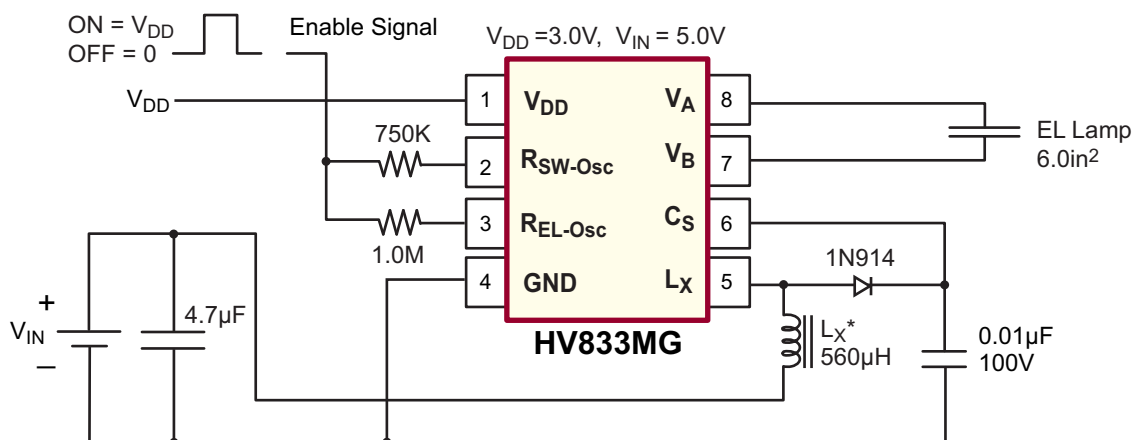 ON = VDD
OFF = 0
Enable Signal
VDD =3.0V, VIN = 5.0V
VDD
1
VDD
VA
8
750K
EL Lamp
6.0in²
2
RSW-Osc
VB
7
3
REL-Osc
CS
6
1.0M
1N914
4
GND
LX
5
+
VIN
–
4.7µF
HV833MG
LX*
560µH
0.01µF
100V